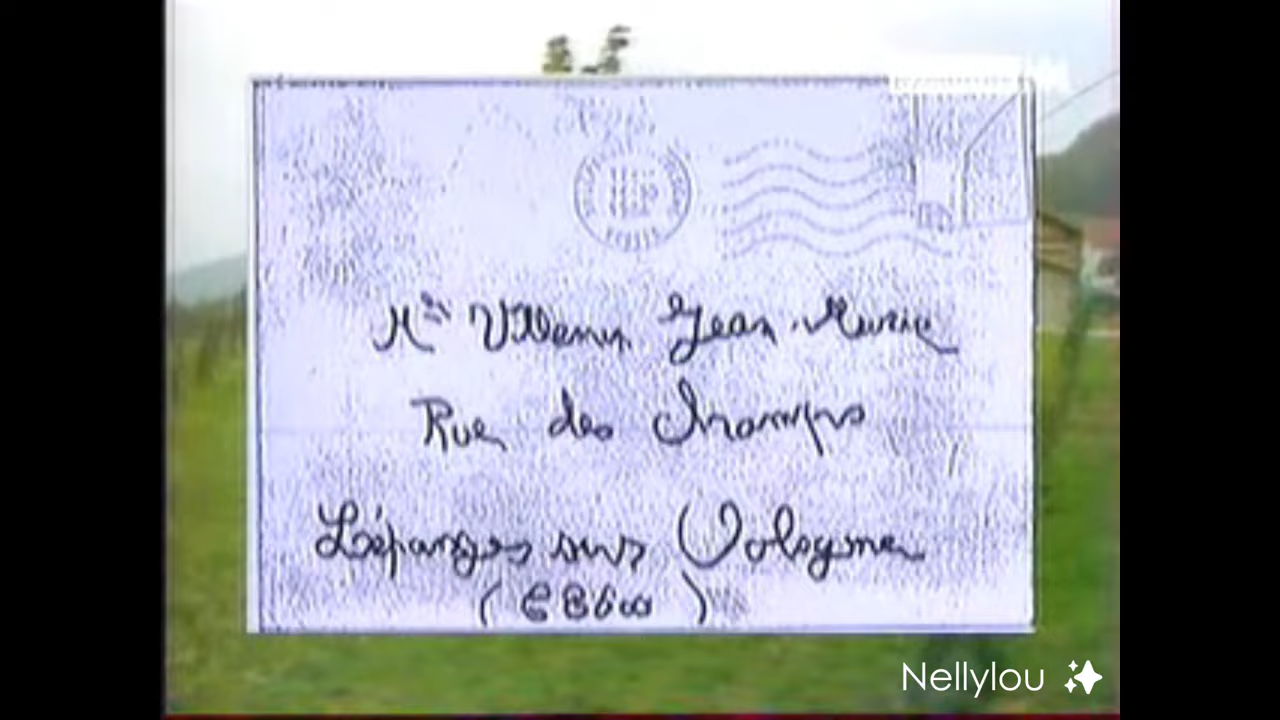 Mr Villemin Jean-Marie
Rue des Champs
Lépanges sur Vologne
(88600)
Nellylou